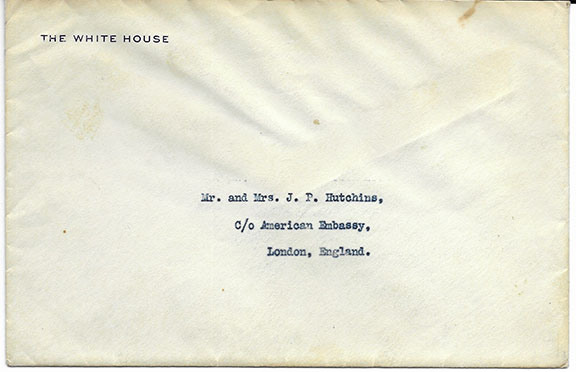 THE WHITE HOUSE
Mr. and Mrs. J. P. Hutchins,
C/o American Embassy,
London, England.